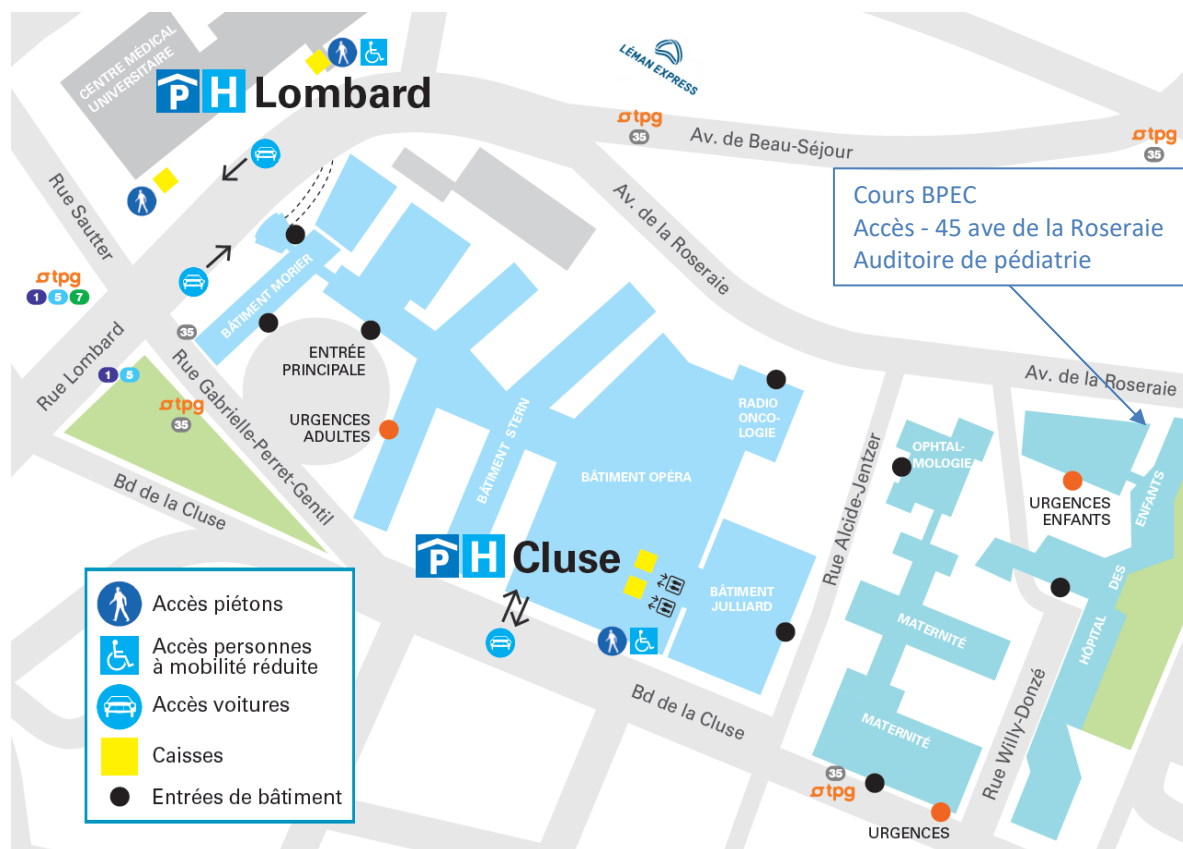 CENTRE MÉDICAL
UNIVERSITAIRE
P H Lombard
LÉMAN EXPRESS
tpg
35
Av. de Beau-Séjour
tpg
35
Rue Sautter
Av. de la Roseraie
Cours BPEC
Accès - 45 ave de la Roseraie
Auditoire de pédiatrie
tpg
1 5 7
35
BÂTIMENT MORIER
ENTRÉE
PRINCIPALE
Rue Lombard
1 5
tpg
35
Rue Gabrielle-Perret-Gentil
URGENCES
ADULTES
BÂTIMENT STERN
BÂTIMENT OPÉRA
RADIO
ONCO-
LOGIE
Av. de la Roseraie
OPHTAL-
MOLOGIE
URGENCES
ENFANTS
HÔPITAL DES ENFANTS
Bd de la Cluse
Rue Alcide-Jentzer
P H Cluse
BÂTIMENT
JULLIARD
MATERNITÉ
MATERNITÉ
Rue Willy-Donzé
Bd de la Cluse
35
tpg
URGENCES
Accès piétons
Accès personnes
à mobilité réduite
Accès voitures
Caisses
Entrées de bâtiment